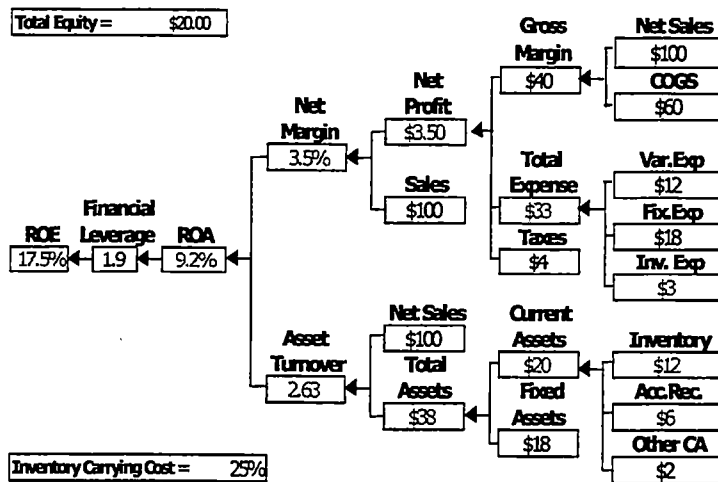 Total Equity = $20.00
Gross
Margin
$40
Net Sales
$100
COGS
$60
Net
Profit
$3.50
Net
Margin
3.5%
Sales
$100
Total
Expense
$33
Taxes
$4
Var.Exp
$12
Fix.Exp
$18
Inv. Exp
$3
ROE
17.5%
Financial
Leverage
1.9
ROA
9.2%
Asset
Turnover
2.63
Net Sales
$100
Total
Assets
$38
Current
Assets
$20
Fixed
Assets
$18
Inventory
$12
Acc.Rec.
$6
Other CA
$2
Inventory Carrying Cost = 25%